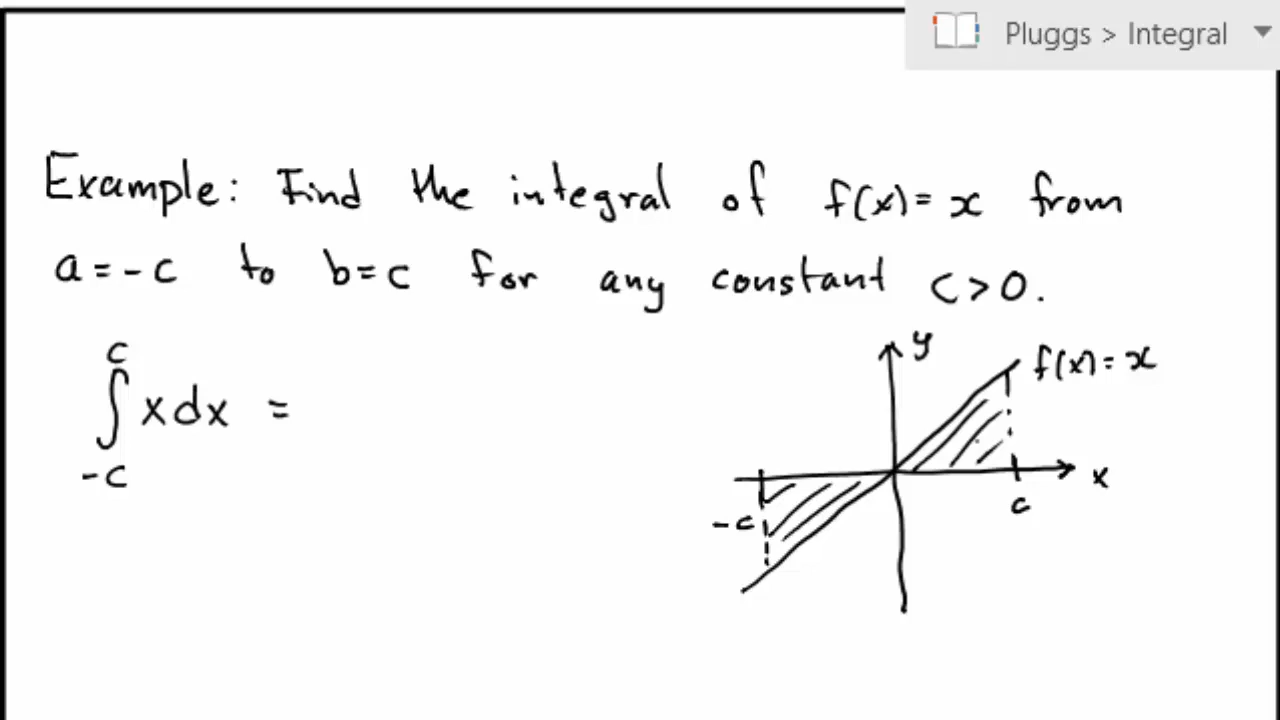 Pluggs > Integral
Example: Find the integral of f(x) = x from
a = -c to b = c for any constant c > 0.
c
∫ x dx =
-c
y
f(x) = x
x
-c
c